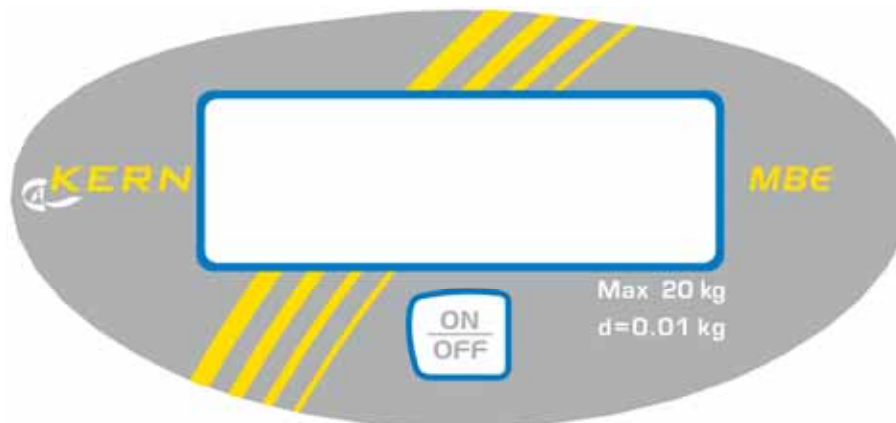 KERN
MBE
Max 20 kg
d=0.01 kg
ON
OFF